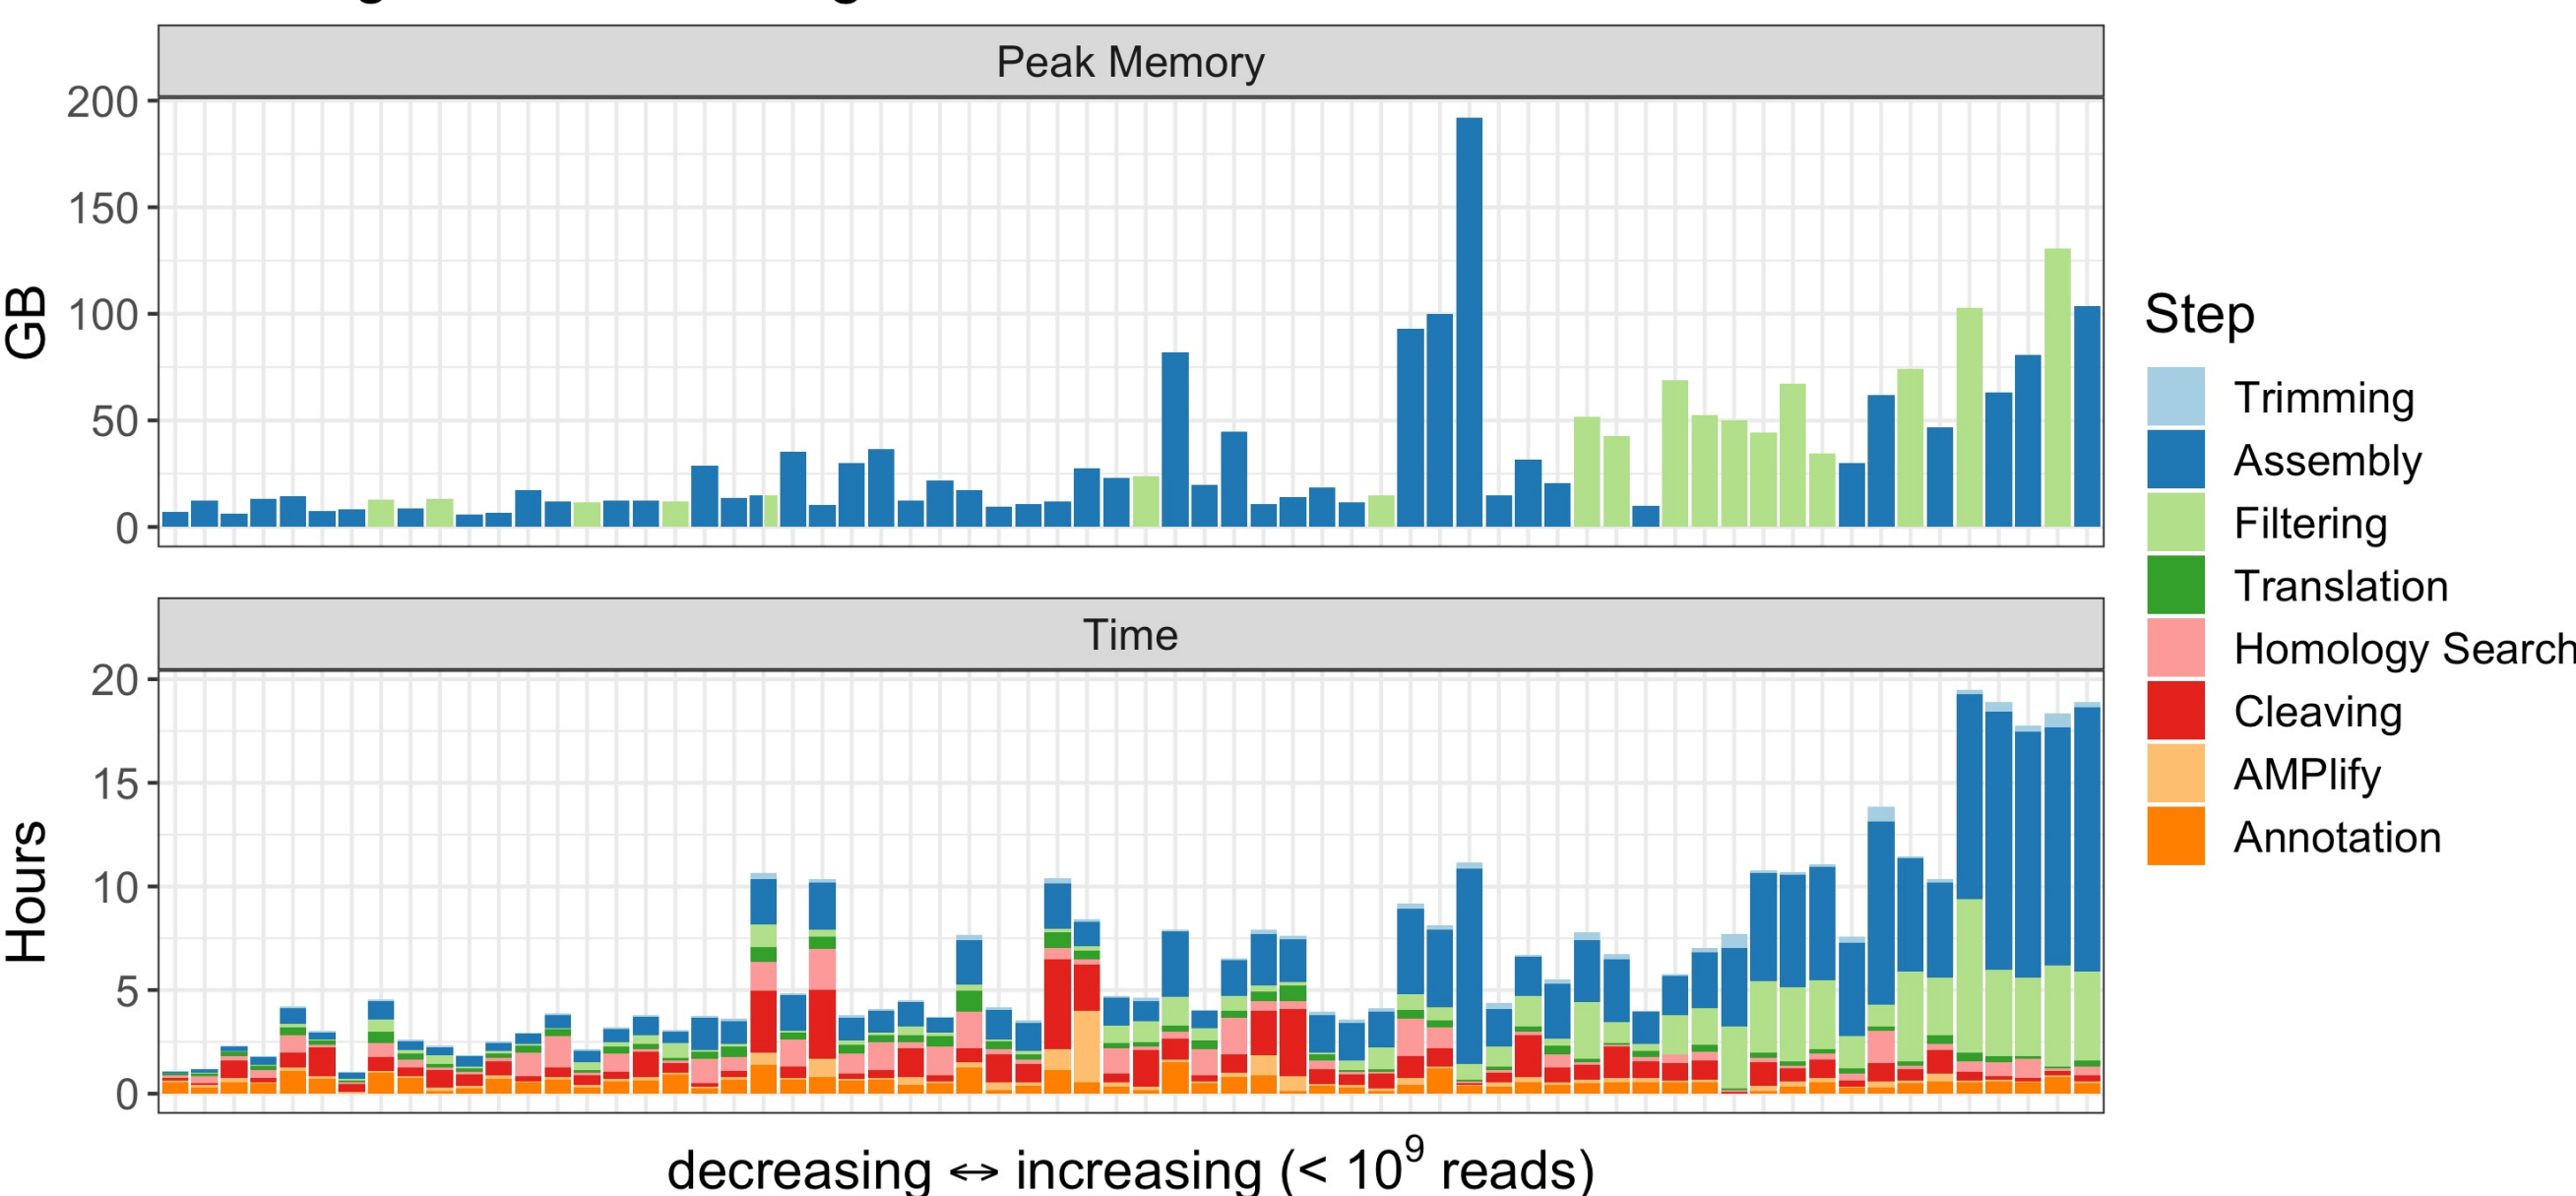 Peak Memory
200
150
100
50
0
GB
Time
20
15
10
5
0
Hours
decreasing ↔ increasing (< 10⁹ reads)
Step
Trimming
Assembly
Filtering
Translation
Homology Search
Cleaving
AMPlify
Annotation